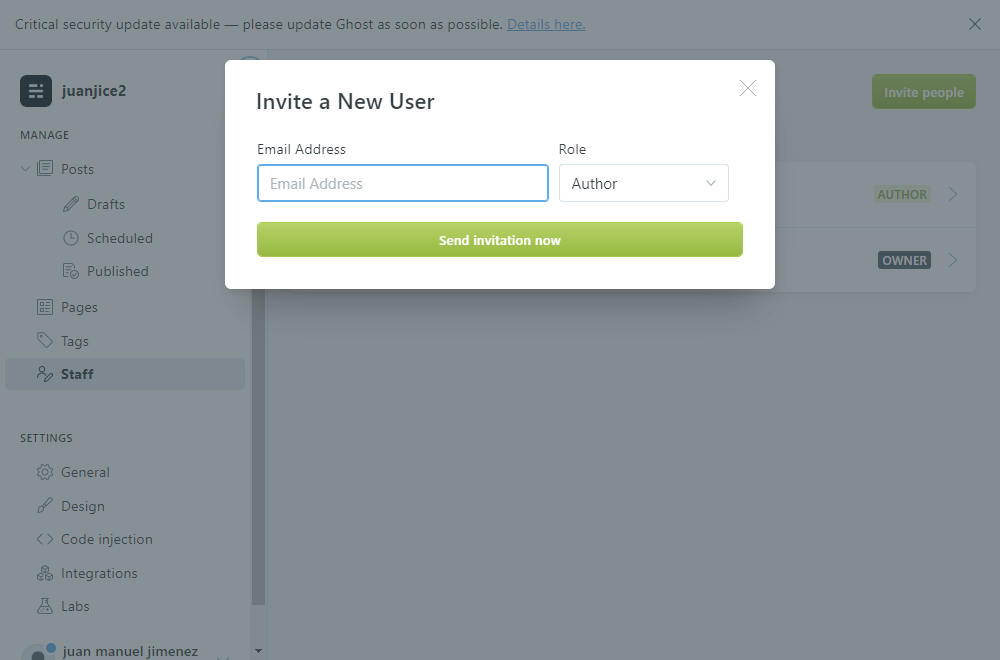 Critical security update available — please update Ghost as soon as possible. Details here.
juanjice2
Invite people
MANAGE
Posts
Drafts
Scheduled
Published
Pages
Tags
Staff
SETTINGS
General
Design
Code injection
Integrations
Labs
juan manuel jimenez
Invite a New User
Email Address
Role
Email Address
Author
Send invitation now
AUTHOR
OWNER